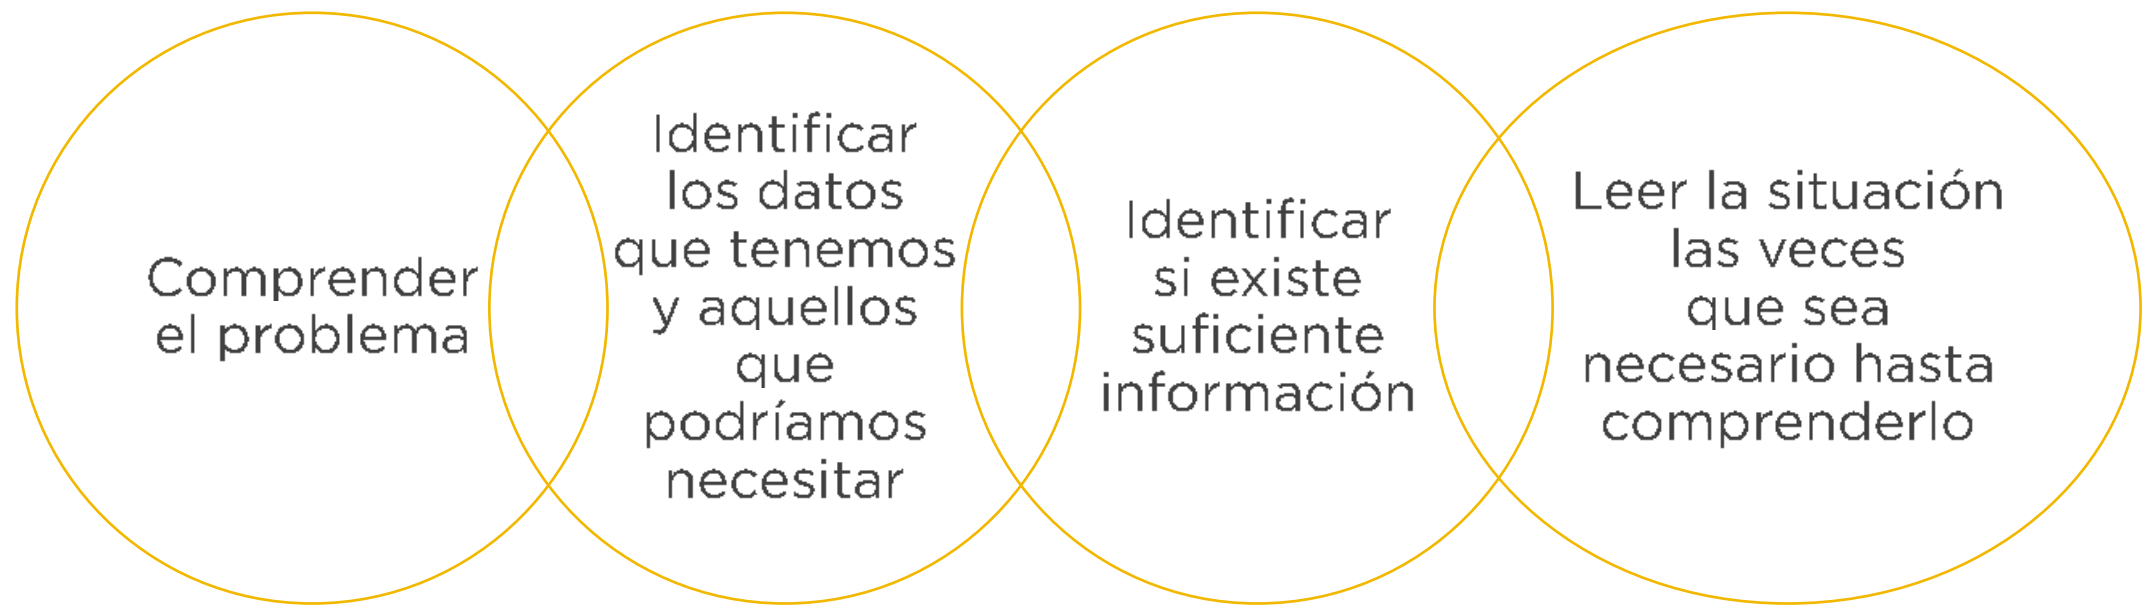 Comprender
el problema
Identificar
los datos
que tenemos
y aquellos
que
podríamos
necesitar
Identificar
si existe
suficiente
información
Leer la situación
las veces
que sea
necesario hasta
comprenderlo